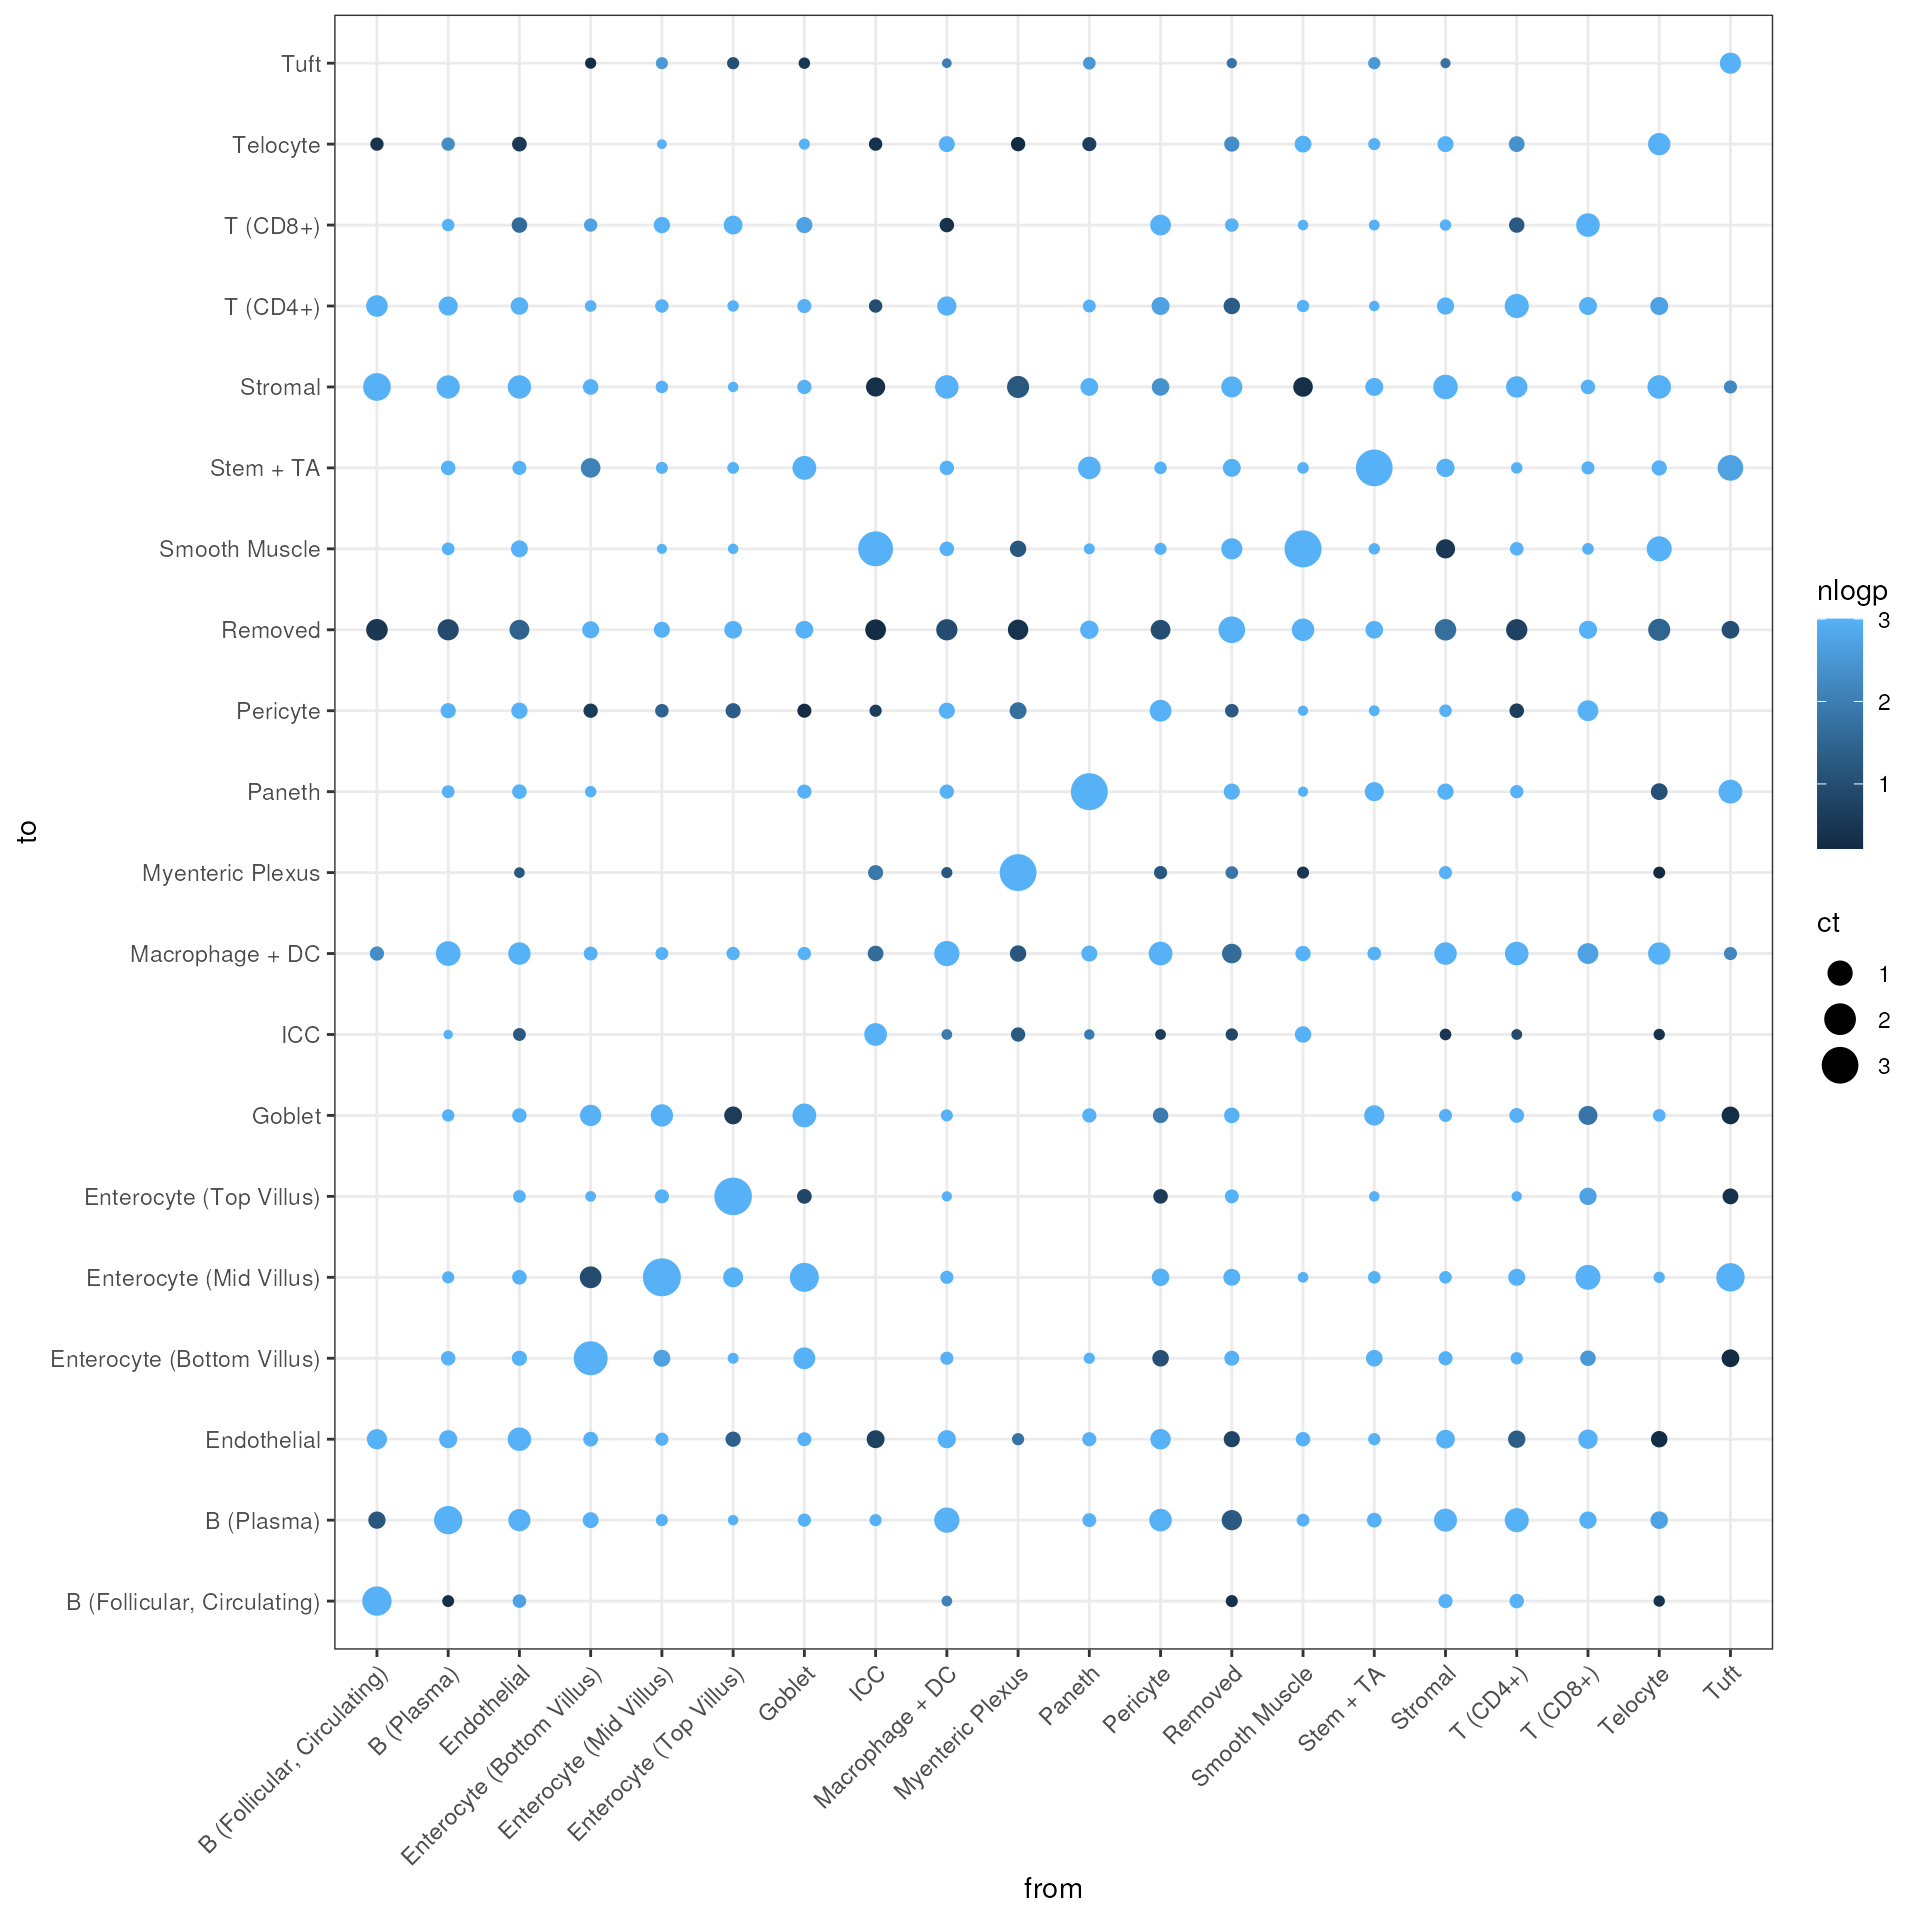 Tuft
Telocyte
T (CD8+)
T (CD4+)
Stromal
Stem + TA
Smooth Muscle
Removed
Pericyte
Paneth
Myenteric Plexus
Macrophage + DC
ICC
Goblet
Enterocyte (Top Villus)
Enterocyte (Mid Villus)
Enterocyte (Bottom Villus)
Endothelial
B (Plasma)
B (Follicular, Circulating)
to
B (Follicular, Circulating)
B (Plasma)
Endothelial
Enterocyte (Bottom Villus)
Enterocyte (Mid Villus)
Enterocyte (Top Villus)
Goblet
ICC
Macrophage + DC
Myenteric Plexus
Paneth
Pericyte
Removed
Smooth Muscle
Stem + TA
Stromal
T (CD4+)
T (CD8+)
Telocyte
Tuft
from
nlogp
3
2
1
ct
1
2
3